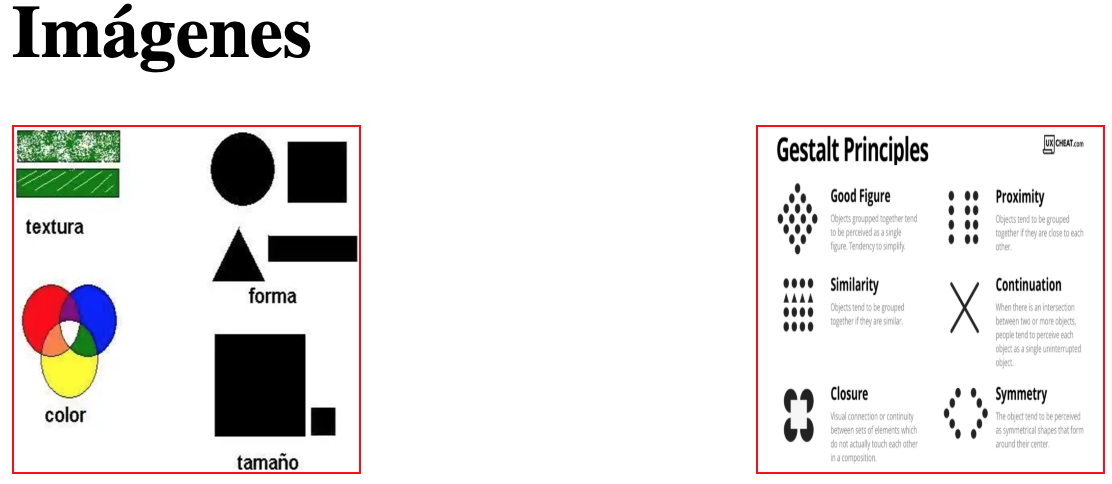 Imágenes
textura
forma
color
tamaño
Gestalt Principles
UX CHEAT.com
Good Figure
Objects groupped together tend
to be perceived as a single
figure. Tendency to simplify.
Proximity
Objects tend to be grouped
together if they are close to each
other.
Similarity
Objects tend to be grouped
together if they are similar.
Continuation
When there is an intersection
between two or more objects,
people tend to perceive each
object as a single uninterrupted
object.
Closure
Visual connection or continuity
between sets of elements which
do not actually touch each other
in a composition.
Symmetry
The object tend to be perceived
as symmetrical shapes that form
around their center.